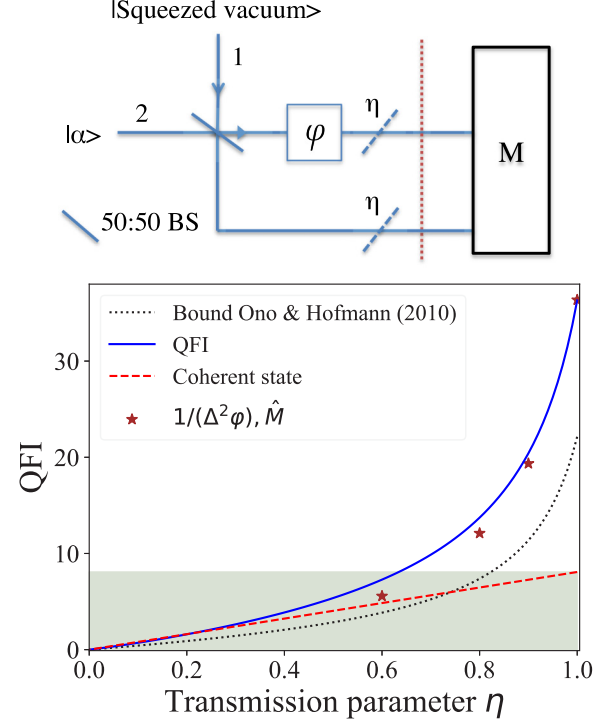 |Squeezed vacuum>
1
2
η
|α>
φ
M
η
50:50 BS
Bound Ono & Hofmann (2010)
QFI
Coherent state
1/(Δ²φ), M̂
QFI
30
20
10
0
0.0 0.2 0.4 0.6 0.8 1.0
Transmission parameter η